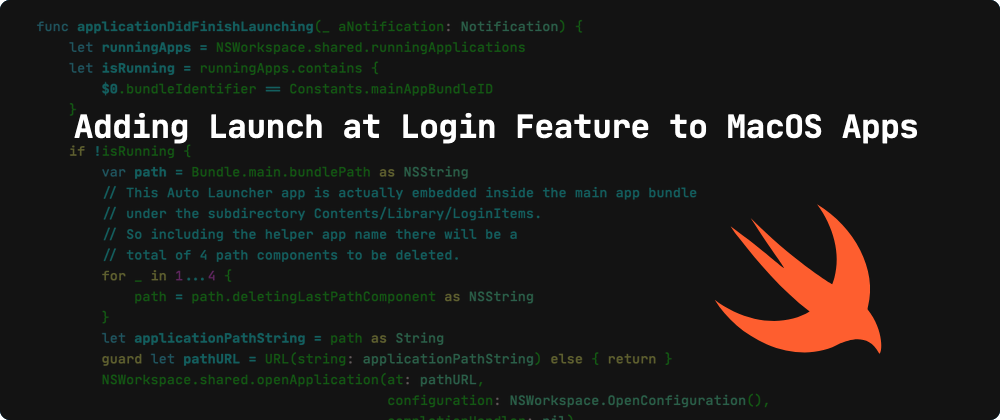 func applicationDidFinishLaunching(_ aNotification: Notification) {
let runningApps = NSWorkspace.shared.runningApplications
let isRunning = runningApps.contains {
$0.bundleIdentifier == Constants.mainAppBundleID
}
Adding Launch at Login Feature to MacOS Apps
if !isRunning {
var path = Bundle.main.bundlePath as NSString
// This Auto Launcher app is actually embedded inside the main app bundle
// under the subdirectory Contents/Library/LoginItems.
// So including the helper app name there will be a
// total of 4 path components to be deleted.
for _ in 1...4 {
path = path.deletingLastPathComponent as NSString
}
let applicationPathString = path as String
guard let pathURL = URL(string: applicationPathString) else { return }
NSWorkspace.shared.openApplication(at: pathURL,
configuration: NSWorkspace.OpenConfiguration(),
completionHandler: nil)